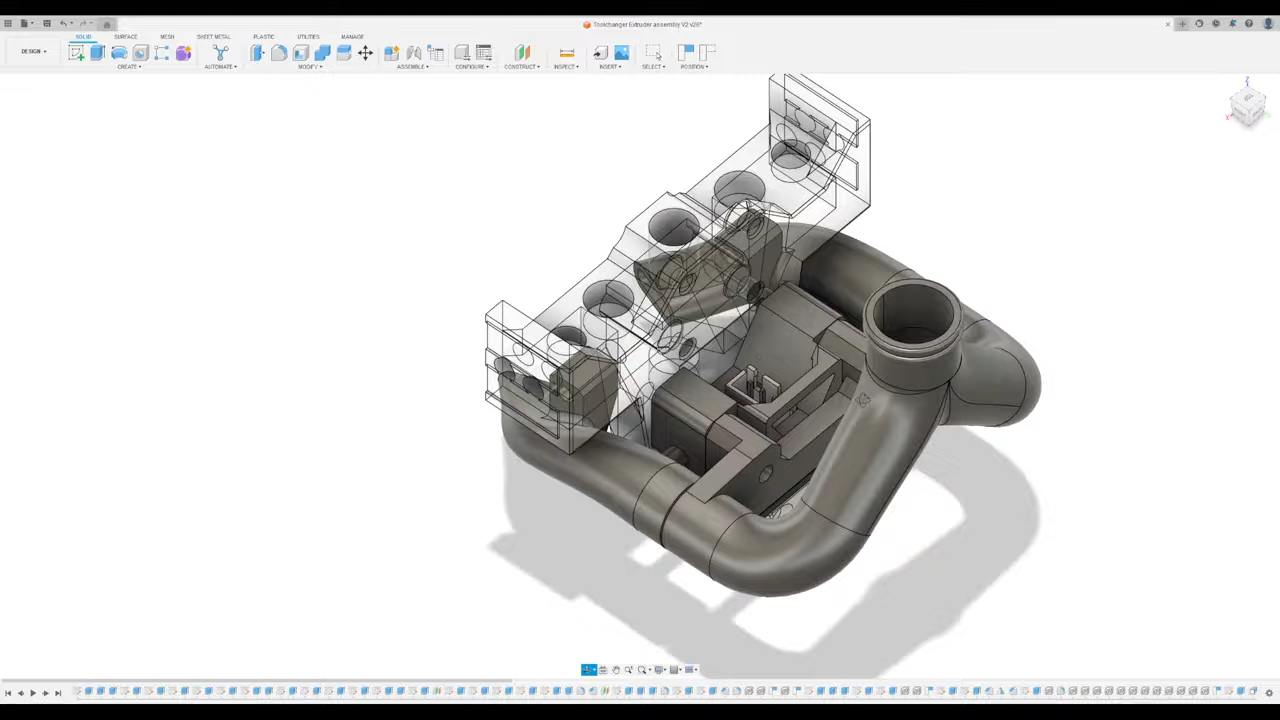 Toolchanger Extruder assembly V2 v26*
SOLID SURFACE MESH SHEET METAL PLASTIC UTILITIES MANAGE
DESIGN
CREATE AUTOMATE MODIFY ASSEMBLE CONFIGURE CONSTRUCT INSPECT INSERT SELECT POSITION
Z
X